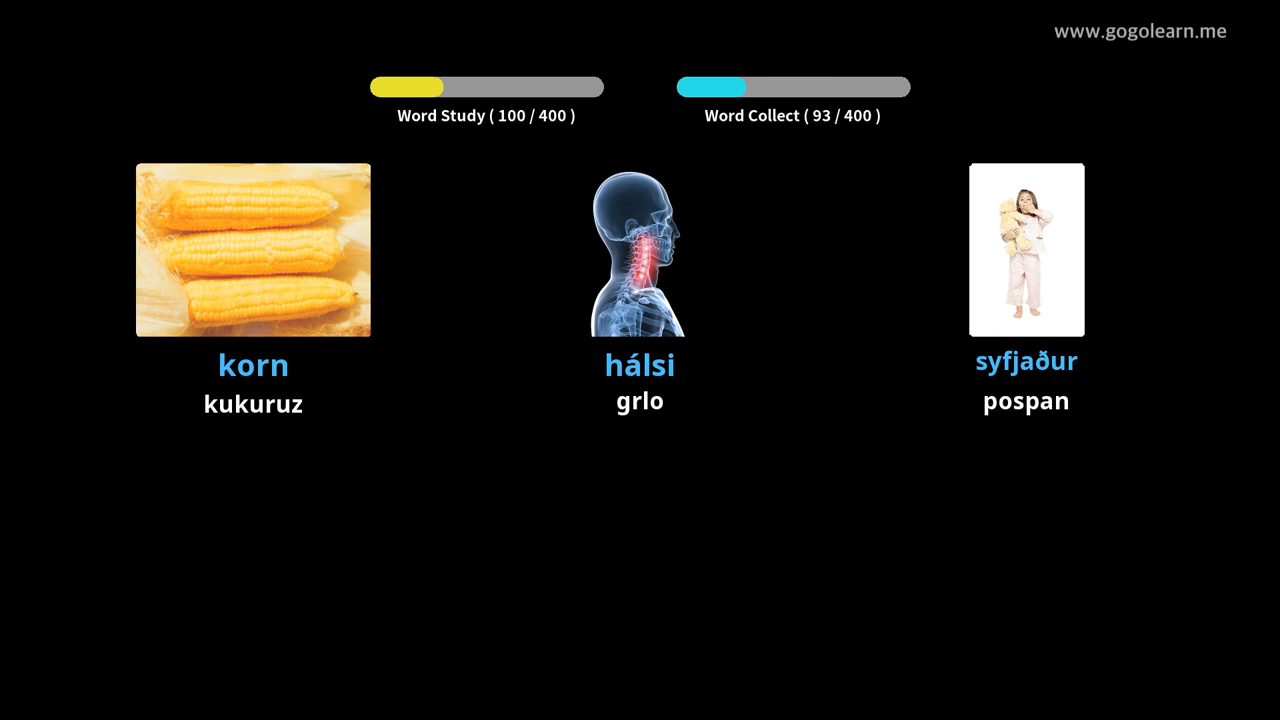 www.gogolearn.me
Word Study ( 100 / 400 )
Word Collect ( 93 / 400 )
korn
kukuruz
hálsi
grlo
syfjaður
pospan